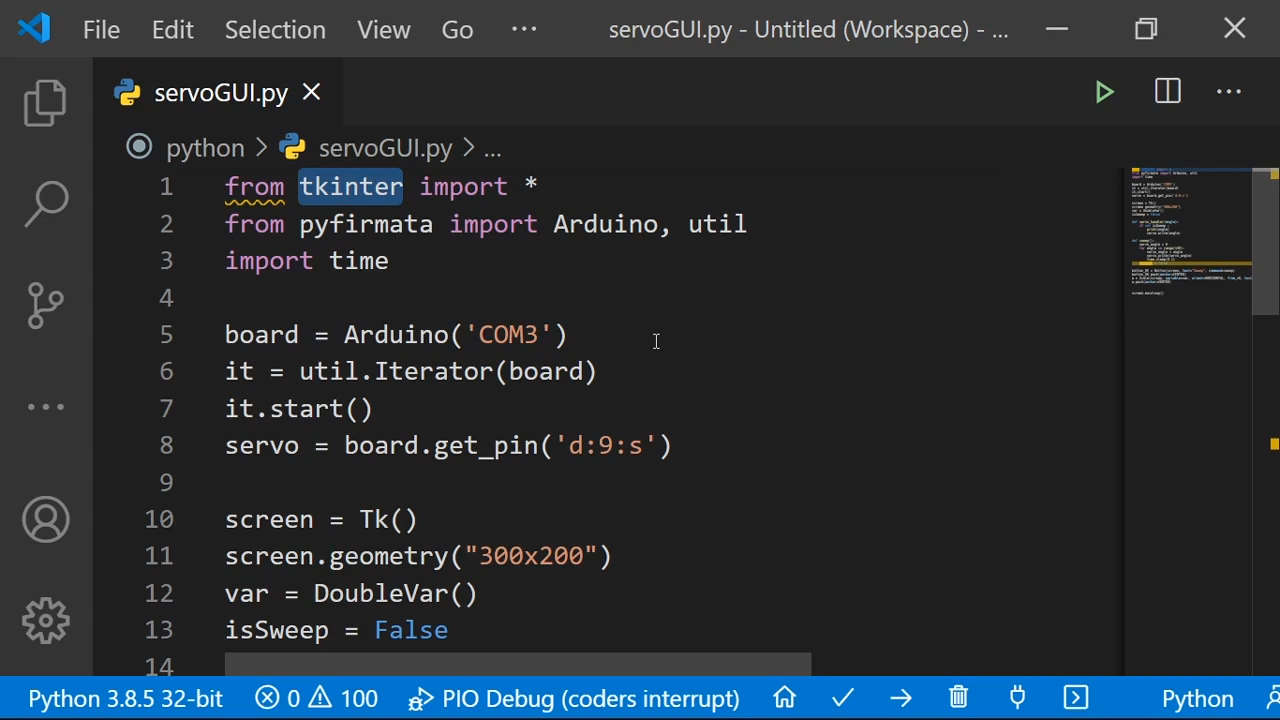 File Edit Selection View Go ··· servoGUI.py - Untitled (Workspace) - ...
servoGUI.py
python > servoGUI.py > ...
1 from tkinter import *
2 from pyfirmata import Arduino, util
3 import time
4
5 board = Arduino('COM3')
6 it = util.Iterator(board)
7 it.start()
8 servo = board.get_pin('d:9:s')
9
10 screen = Tk()
11 screen.geometry("300x200")
12 var = DoubleVar()
13 isSweep = False
14
Python 3.8.5 32-bit 0 100 PIO Debug (coders interrupt) Python